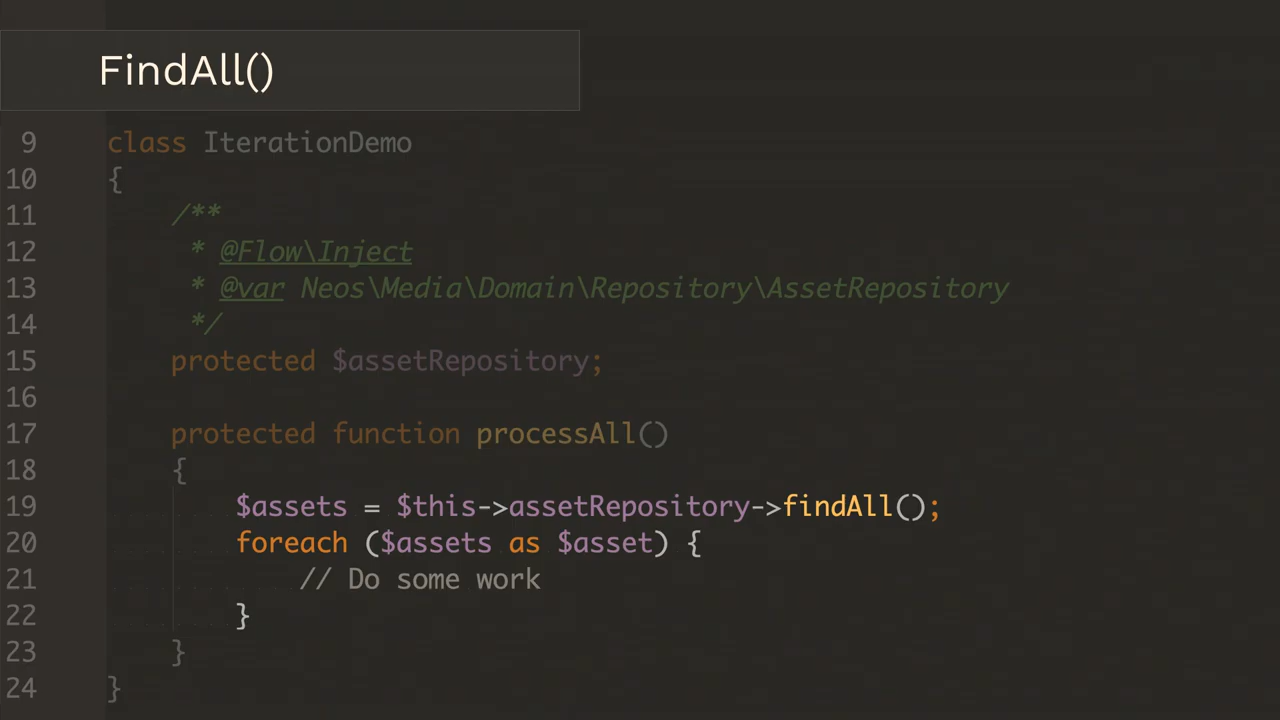 FindAll()
9 class IterationDemo
10 {
11 /**
12 * @Flow\Inject
13 * @var Neos\Media\Domain\Repository\AssetRepository
14 */
15 protected $assetRepository;
16
17 protected function processAll()
18 {
19 $assets = $this->assetRepository->findAll();
20 foreach ($assets as $asset) {
21 // Do some work
22 }
23 }
24 }